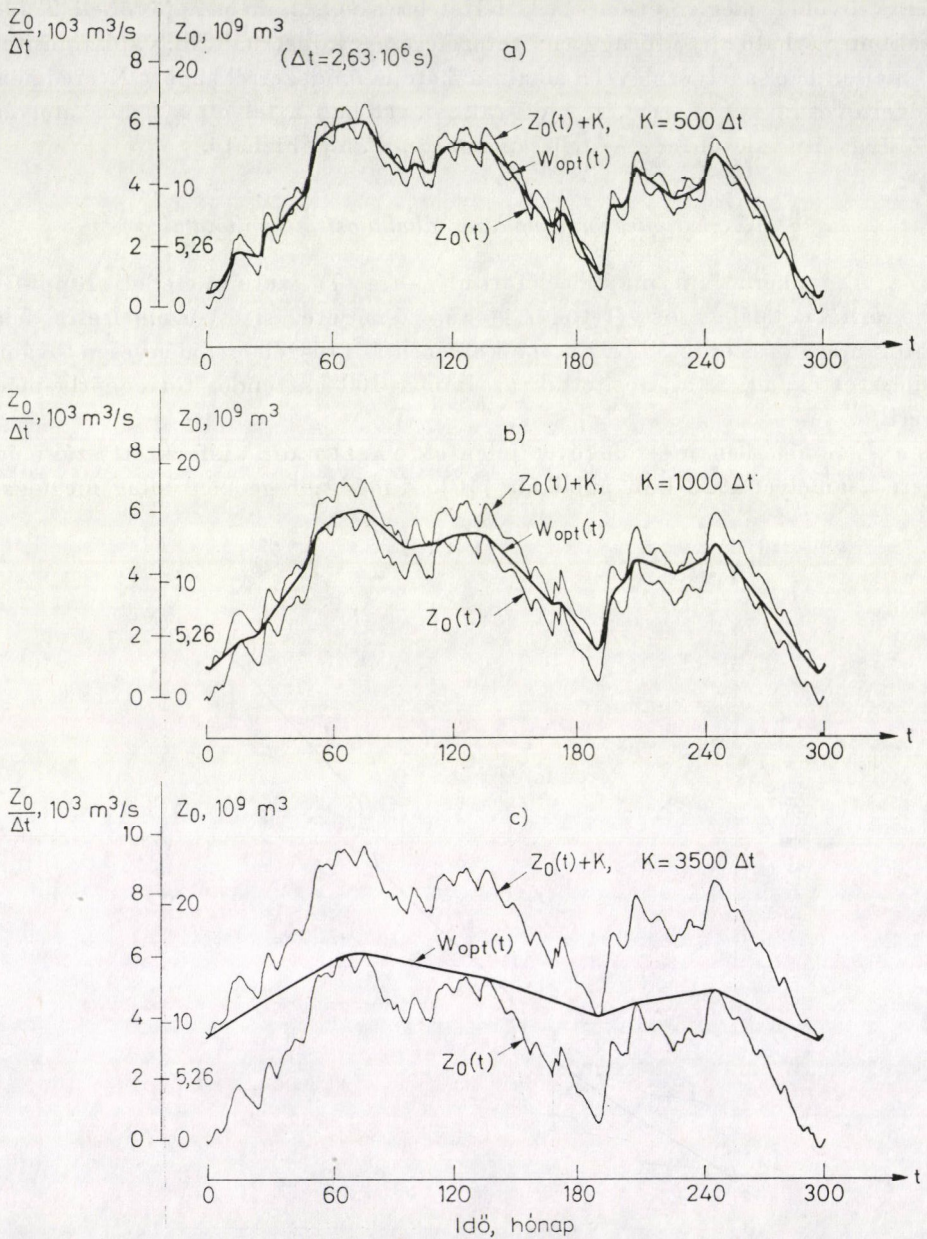 Z₀/Δt, 10³ m³/s
Z₀, 10⁹ m³
(Δt=2,63·10⁶s)
a)
8
20
6
4
10
2
5,26
0
0
Z₀(t)+K, K=500 Δt
Wopt(t)
Z₀(t)
0 60 120 180 240 300
t
Z₀/Δt, 10³ m³/s
Z₀, 10⁹ m³
b)
8
20
6
4
10
2
5,26
0
0
Z₀(t)+K, K=1000 Δt
Wopt(t)
Z₀(t)
0 60 120 180 240 300
t
Z₀/Δt, 10³ m³/s
Z₀, 10⁹ m³
c)
10
8
20
6
4
10
2
5,26
0
0
Z₀(t)+K, K=3500 Δt
Wopt(t)
Z₀(t)
0 60 120 180 240 300
t
Idő, hónap